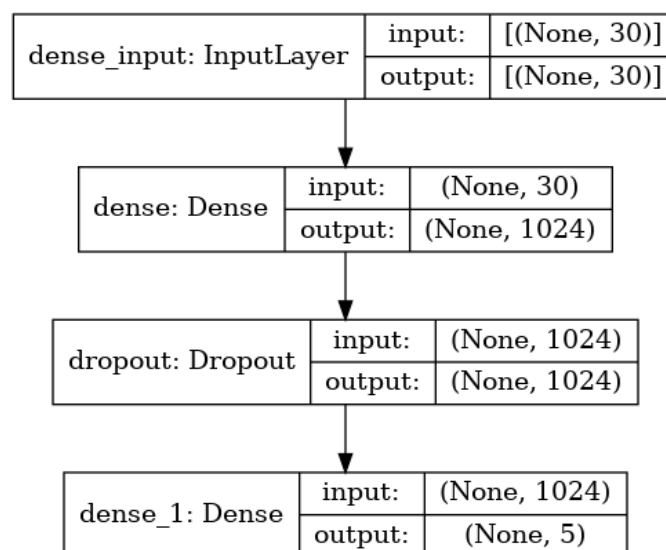 dense_input: InputLayer
input: [(None, 30)]
output: [(None, 30)]
dense: Dense
input: (None, 30)
output: (None, 1024)
dropout: Dropout
input: (None, 1024)
output: (None, 1024)
dense_1: Dense
input: (None, 1024)
output: (None, 5)